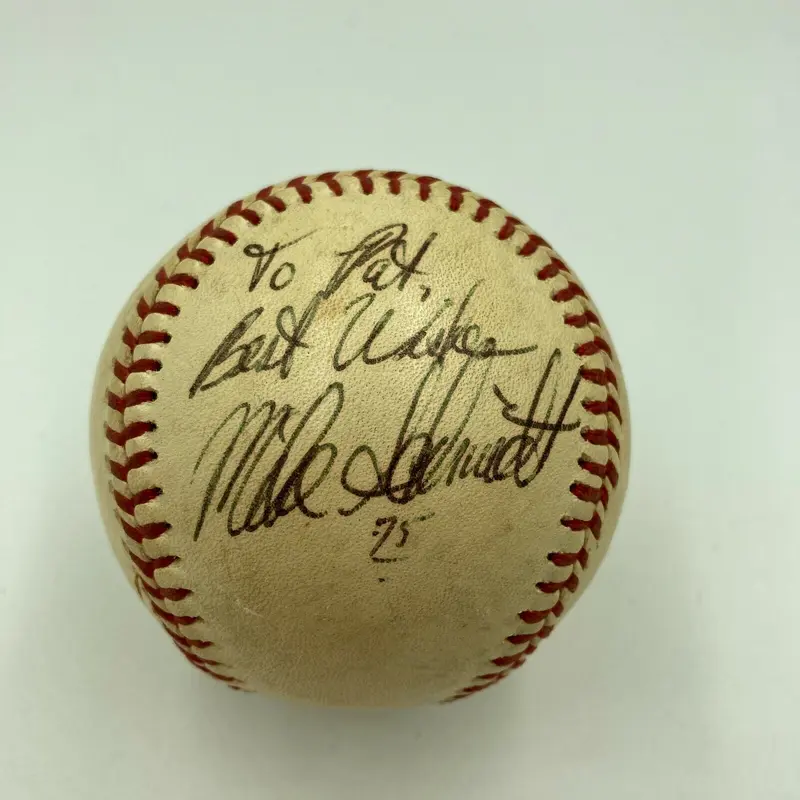 To Pat,
Best Wishes
Mike Schmidt
75